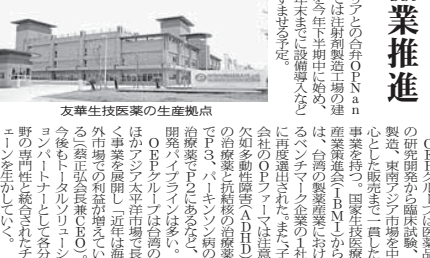 業推進
ラアとの合弁OPNan
とは注射剤製造工場の建
を今年下半期中に始め、
年末までに設備導入など
ませる予定。
友華生技医薬の生産拠点
OEPグループは医薬品
の研究開発から臨床試験、
製造、東南アジア市場を中
心とした販売まで一貫した
事業を持つ。国家生技医療
産業策進会(IBMI)から
は、台湾の製薬産業におけ
るベンチマーク企業の1社
に再度選出された。また、子
会社のOPファーマは注意
欠如多動性障害(ADHD)
の治療薬と抗結核の治療薬
でP3、パーキンソン病の
治療薬でP2にあるなど、
開発パイプラインは多い。
OEPグループは台湾の
ほかアジア太平洋市場で長
く事業を展開し「近年は海
外市場での利益が増えてい
る」(蔡正弘会長兼CEO)。
今後もトータルソリューシ
ョンパートナーとして各分
野の専門性と統合されたチ
ェーンを生かしていく。